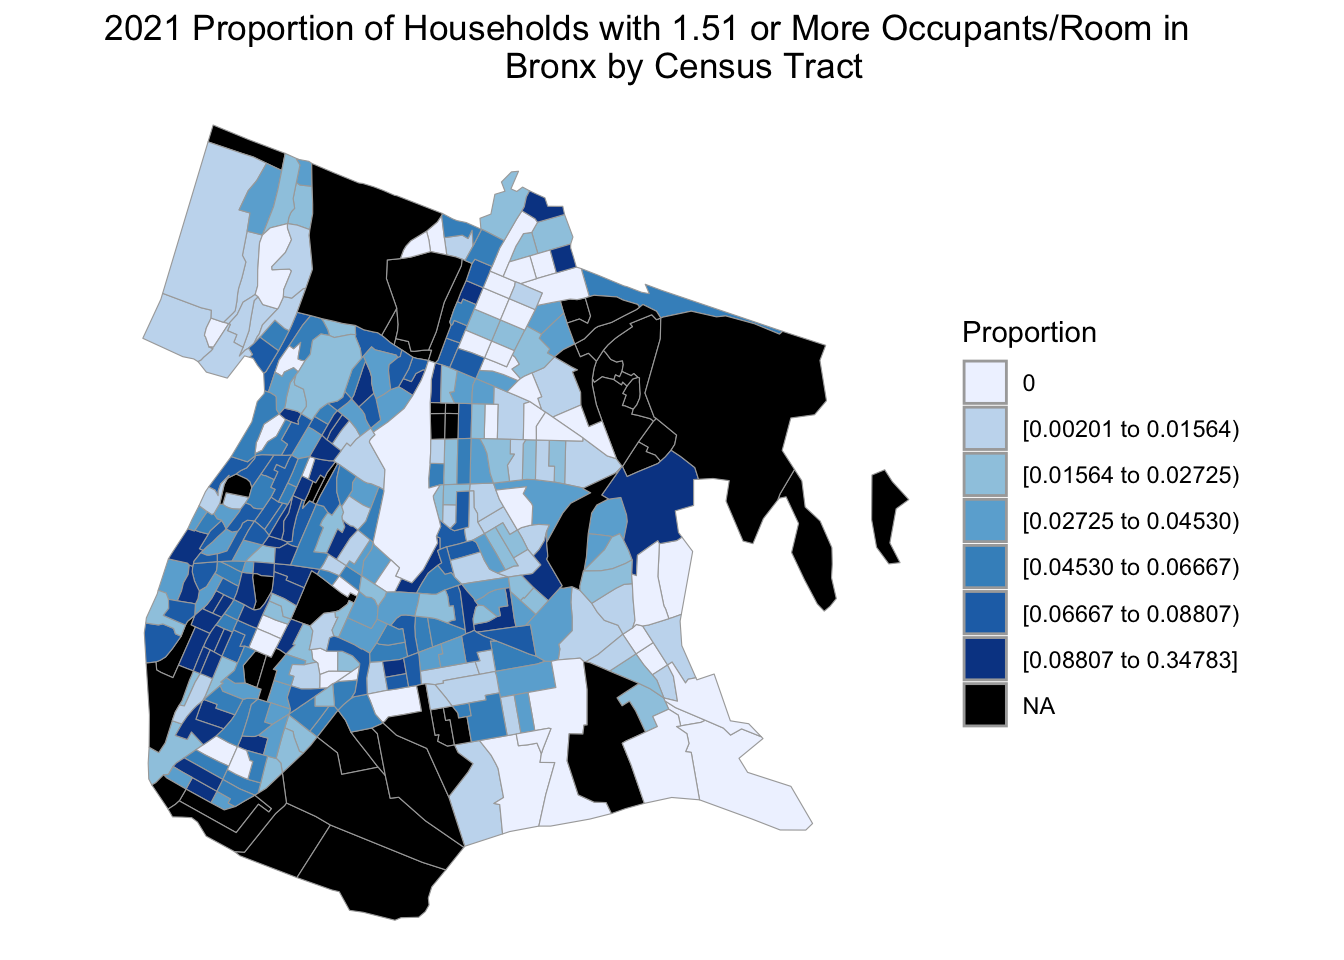 2021 Proportion of Households with 1.51 or More Occupants/Room in
Bronx by Census Tract
Proportion
0
[0.00201 to 0.01564)
[0.01564 to 0.02725)
[0.02725 to 0.04530)
[0.04530 to 0.06667)
[0.06667 to 0.08807)
[0.08807 to 0.34783]
NA